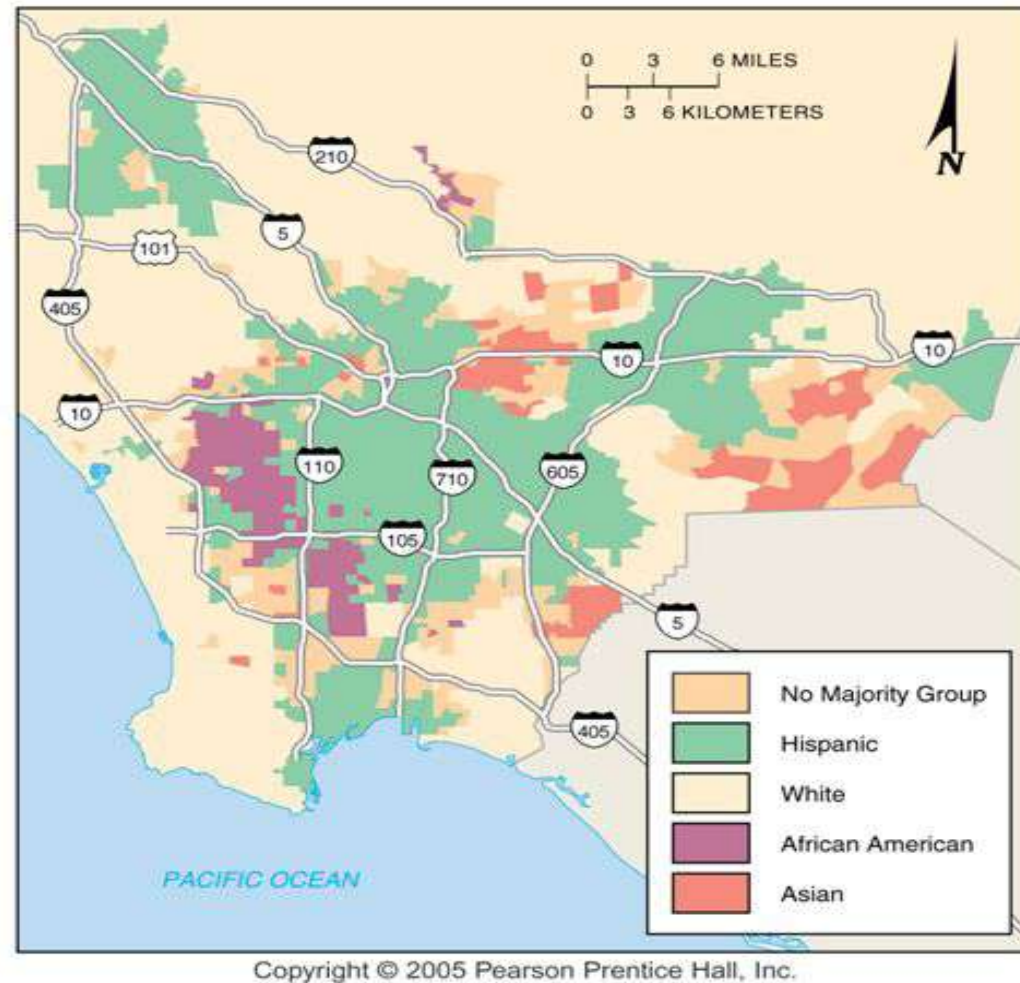 0 3 6 MILES
0 3 6 KILOMETERS
N
210
5
101
405
10
10
10
110
710
605
105
5
405
No Majority Group
Hispanic
White
African American
Asian
PACIFIC OCEAN
Copyright © 2005 Pearson Prentice Hall, Inc.